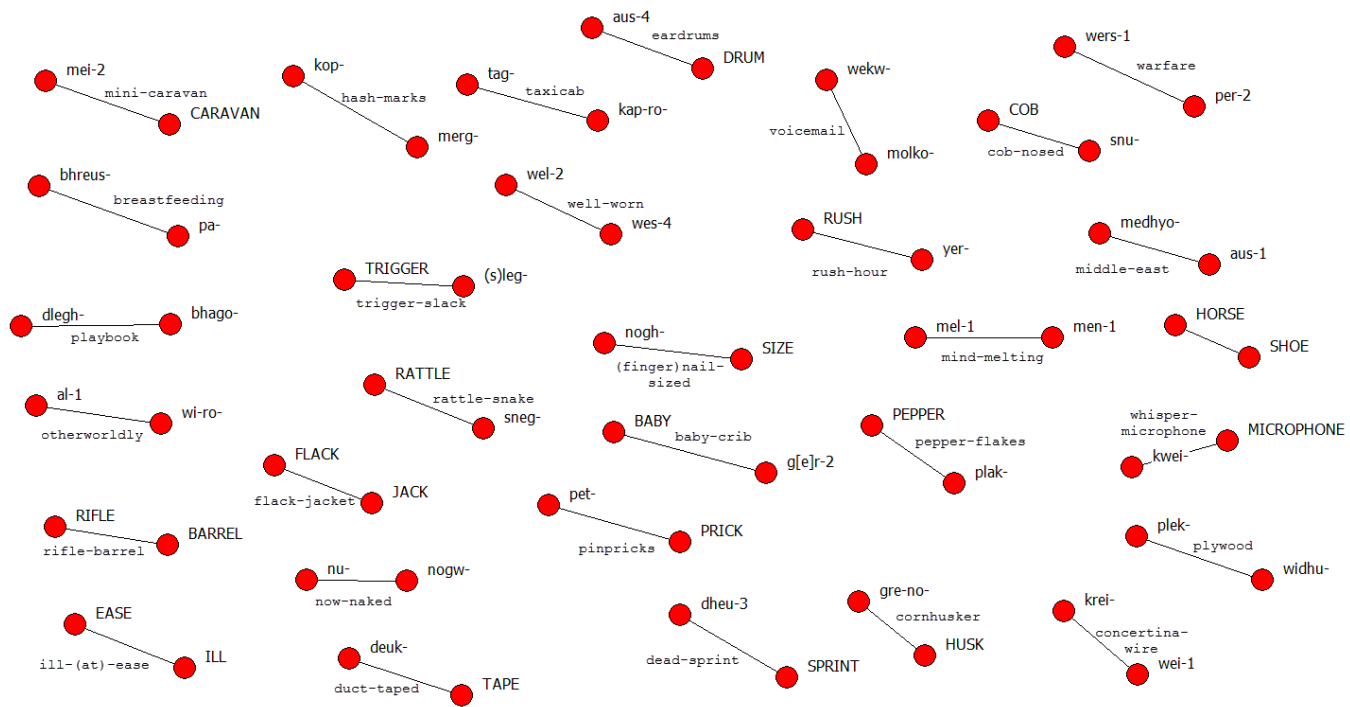 aus-4
eardrums
DRUM
mei-2
mini-caravan
CARAVAN
kop-
hash-marks
merg-
tag-
taxicab
kap-ro-
wekw-
voicemail
molko-
wers-1
warfare
per-2
COB
cob-nosed
snu-
bhreus-
breastfeeding
pa-
wel-2
well-worn
wes-4
RUSH
rush-hour
yer-
medhyo-
middle-east
aus-1
TRIGGER
(s)leg-
trigger-slack
dlegh-
bhago-
playbook
nogh-
SIZE
(finger)nail-
sized
mel-1
men-1
mind-melting
HORSE
SHOE
al-1
wi-ro-
otherworldly
RATTLE
rattle-snake
sneg-
BABY
baby-crib
g[e]r-2
PEPPER
pepper-flakes
plak-
whisper-
microphone
MICROPHONE
kwei-
FLACK
flack-jacket
JACK
RIFLE
BARREL
rifle-barrel
pet-
PRICK
pinpricks
plek-
plywood
widhu-
nu-
nogw-
now-naked
EASE
ILL
ill-(at)-ease
deuk-
duct-taped
TAPE
dheu-3
dead-sprint
SPRINT
gre-no-
cornhusker
HUSK
krei-
concertina-
wire
wei-1